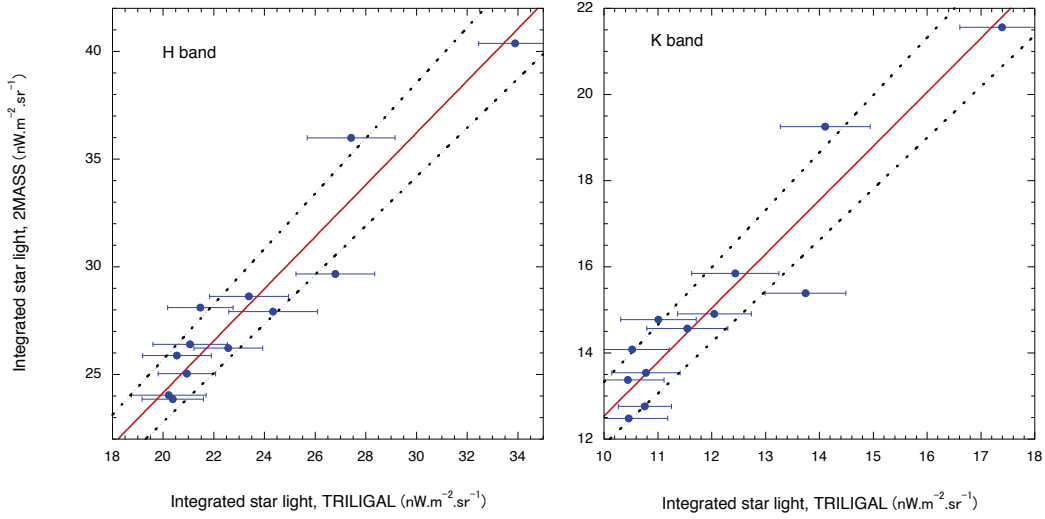 H band
K band
Integrated star light, 2MASS (nW.m⁻².sr⁻¹)
40
35
30
25
18 20 22 24 26 28 30 32 34
Integrated star light, TRILIGAL (nW.m⁻².sr⁻¹)
22
20
18
16
14
12
10 11 12 13 14 15 16 17 18
Integrated star light, TRILIGAL (nW.m⁻².sr⁻¹)